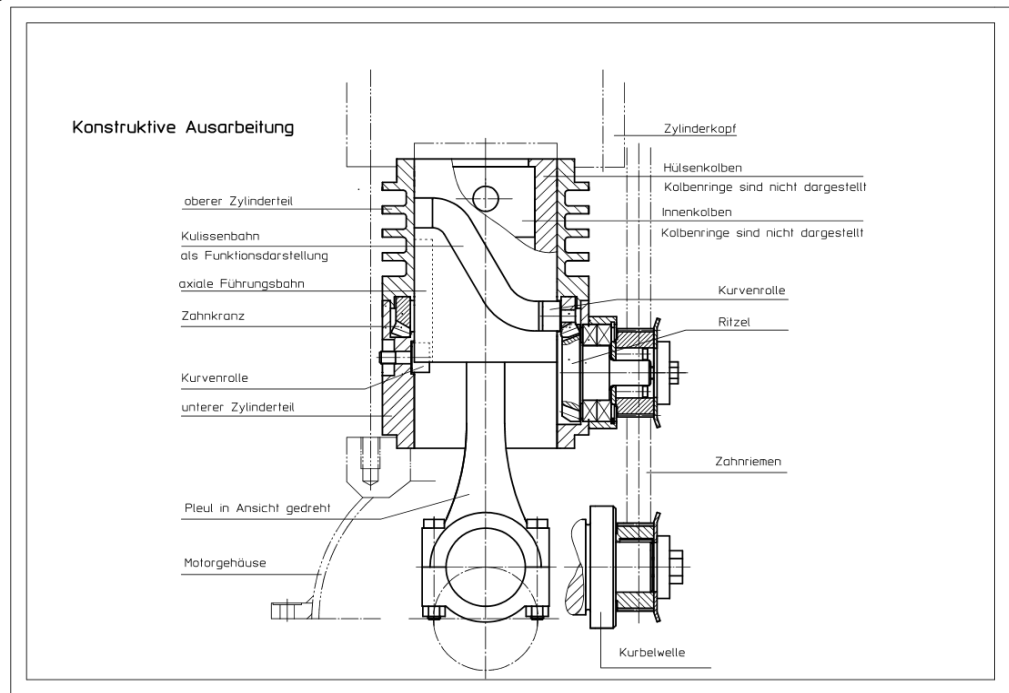 Konstruktive Ausarbeitung
oberer Zylinderteil
Kulissenbahn
als Funktionsdarstellung
axiale Führungsbahn
Zahnkranz
Kurvenrolle
unterer Zylinderteil
Pleul in Ansicht gedreht
Motorgehäuse
Zylinderkopf
Hülsenkolben
Kolbenringe sind nicht dargestellt
Innenkolben
Kolbenringe sind nicht dargestellt
Kurvenrolle
Ritzel
Zahnriemen
Kurbelwelle